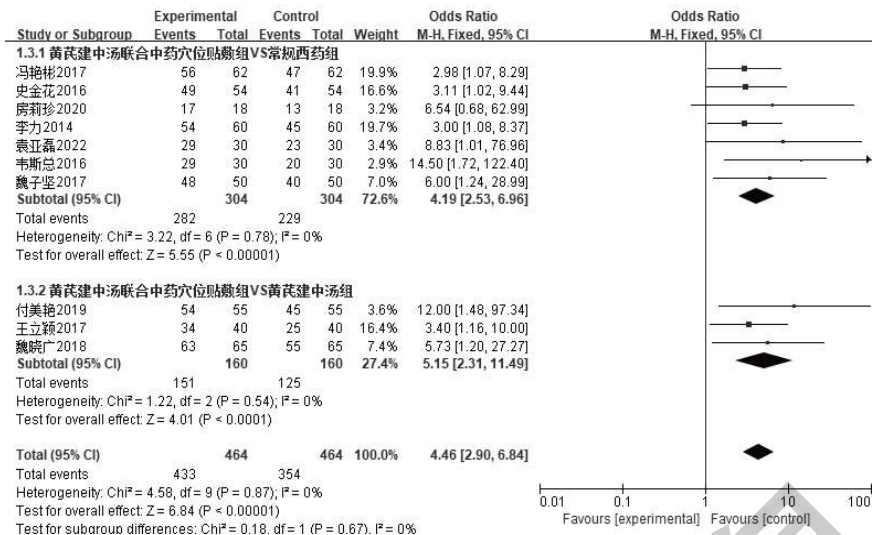 Experimental Control Odds Ratio Odds Ratio
Study or Subgroup Events Total Events Total Weight M-H, Fixed, 95% CI M-H, Fixed, 95% CI
1.3.1 黄芪建中汤联合中药穴位贴敷组VS常规西药组
冯艳彬2017 56 62 47 62 19.9% 2.98 [1.07, 8.29]
史金花2016 49 54 41 54 16.6% 3.11 [1.02, 9.44]
房莉珍2020 17 18 13 18 3.2% 6.54 [0.68, 62.99]
李力2014 54 60 45 60 19.7% 3.00 [1.08, 8.37]
袁亚磊2022 29 30 23 30 3.3% 8.83 [1.01, 76.96]
韦斯总2016 29 30 20 30 2.9% 14.50 [1.72, 122.40]
魏子坚2017 48 50 40 50 7.0% 6.00 [1.24, 28.99]
Subtotal (95% CI) 304 304 72.6% 4.19 [2.53, 6.96]
Total events 282 229
Heterogeneity: Chi² = 3.22, df = 6 (P = 0.78); I² = 0%
Test for overall effect: Z = 5.55 (P < 0.00001)
1.3.2 黄芪建中汤联合中药穴位贴敷组VS黄芪建中汤组
付美艳2019 54 55 45 55 3.6% 12.00 [1.48, 97.34]
王立颖2017 34 40 25 40 16.4% 3.40 [1.16, 10.00]
魏晓广2018 63 65 55 65 7.4% 5.73 [1.20, 27.27]
Subtotal (95% CI) 160 160 27.4% 5.15 [2.31, 11.49]
Total events 151 125
Heterogeneity: Chi² = 1.22, df = 2 (P = 0.54); I² = 0%
Test for overall effect: Z = 4.01 (P < 0.0001)
Total (95% CI) 464 464 100.0% 4.46 [2.90, 6.84]
Total events 433 354
Heterogeneity: Chi² = 4.58, df = 9 (P = 0.87); I² = 0%
Test for overall effect: Z = 6.84 (P < 0.00001)
Test for subgroup differences: Chi² = 0.18, df = 1 (P = 0.67), I² = 0%
0.01 0.1 1 10 100
Favours [experimental] Favours [control]